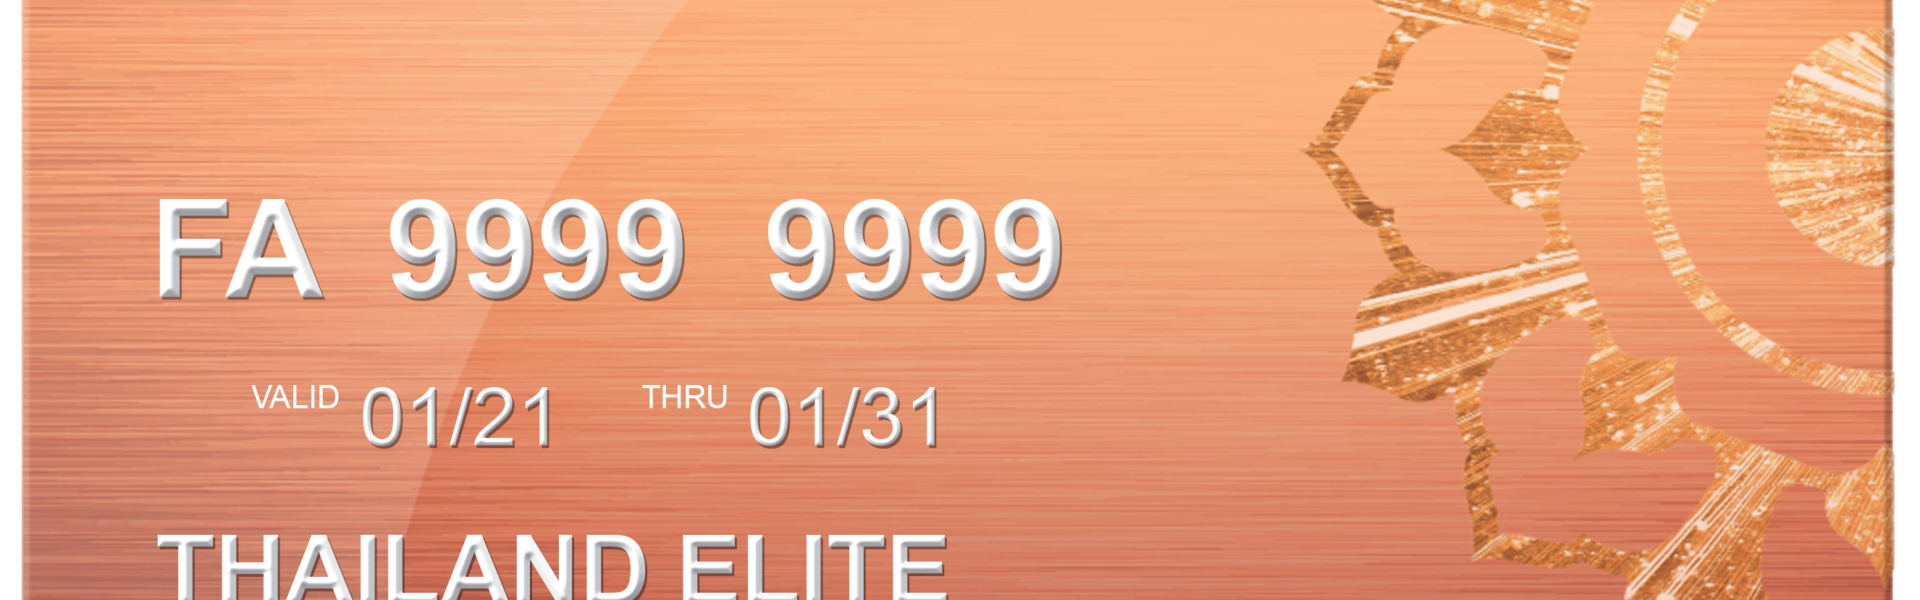 FA 9999 9999
VALID 01/21 THRU 01/31
THAILAND ELITE